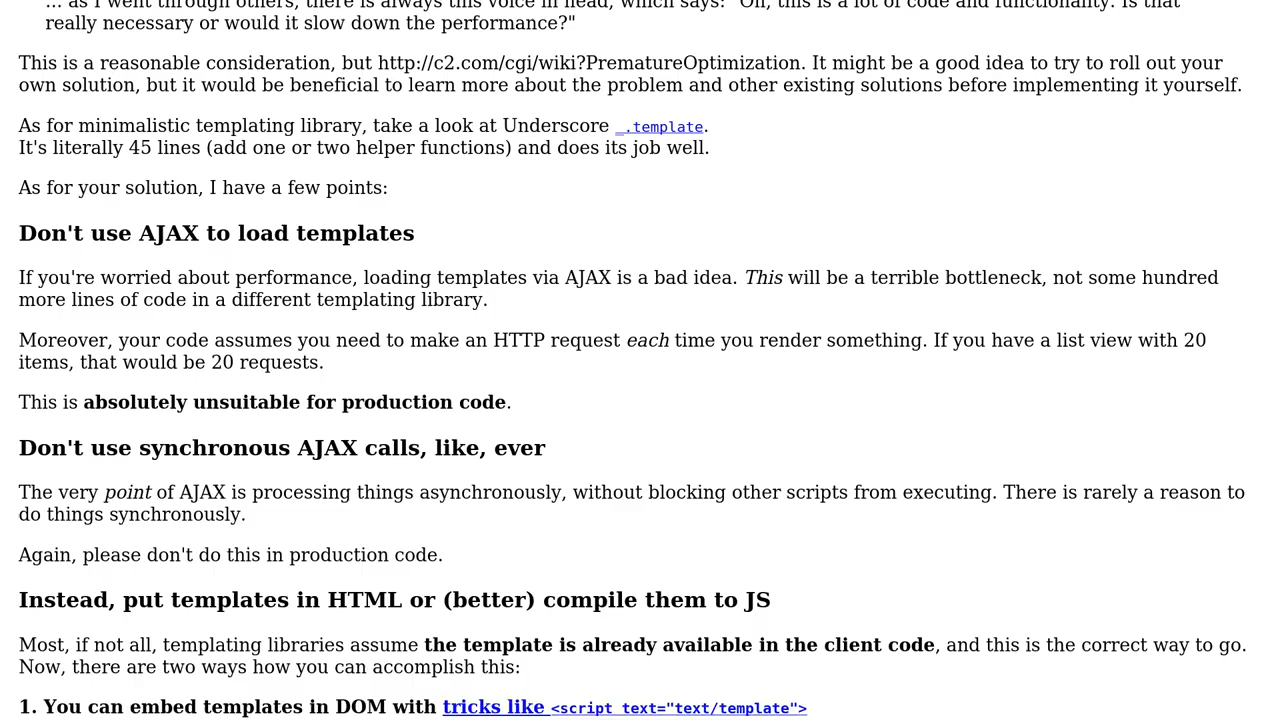 ... as I went through others, there is always this voice in head, which says: "Oh, this is a lot of code and functionality. Is that
really necessary or would it slow down the performance?"
This is a reasonable consideration, but http://c2.com/cgi/wiki?PrematureOptimization. It might be a good idea to try to roll out your
own solution, but it would be beneficial to learn more about the problem and other existing solutions before implementing it yourself.
As for minimalistic templating library, take a look at Underscore _.template.
It's literally 45 lines (add one or two helper functions) and does its job well.
As for your solution, I have a few points:
Don't use AJAX to load templates
If you're worried about performance, loading templates via AJAX is a bad idea. This will be a terrible bottleneck, not some hundred
more lines of code in a different templating library.
Moreover, your code assumes you need to make an HTTP request each time you render something. If you have a list view with 20
items, that would be 20 requests.
This is absolutely unsuitable for production code.
Don't use synchronous AJAX calls, like, ever
The very point of AJAX is processing things asynchronously, without blocking other scripts from executing. There is rarely a reason to
do things synchronously.
Again, please don't do this in production code.
Instead, put templates in HTML or (better) compile them to JS
Most, if not all, templating libraries assume the template is already available in the client code, and this is the correct way to go.
Now, there are two ways how you can accomplish this:
1. You can embed templates in DOM with tricks like <script text="text/template">